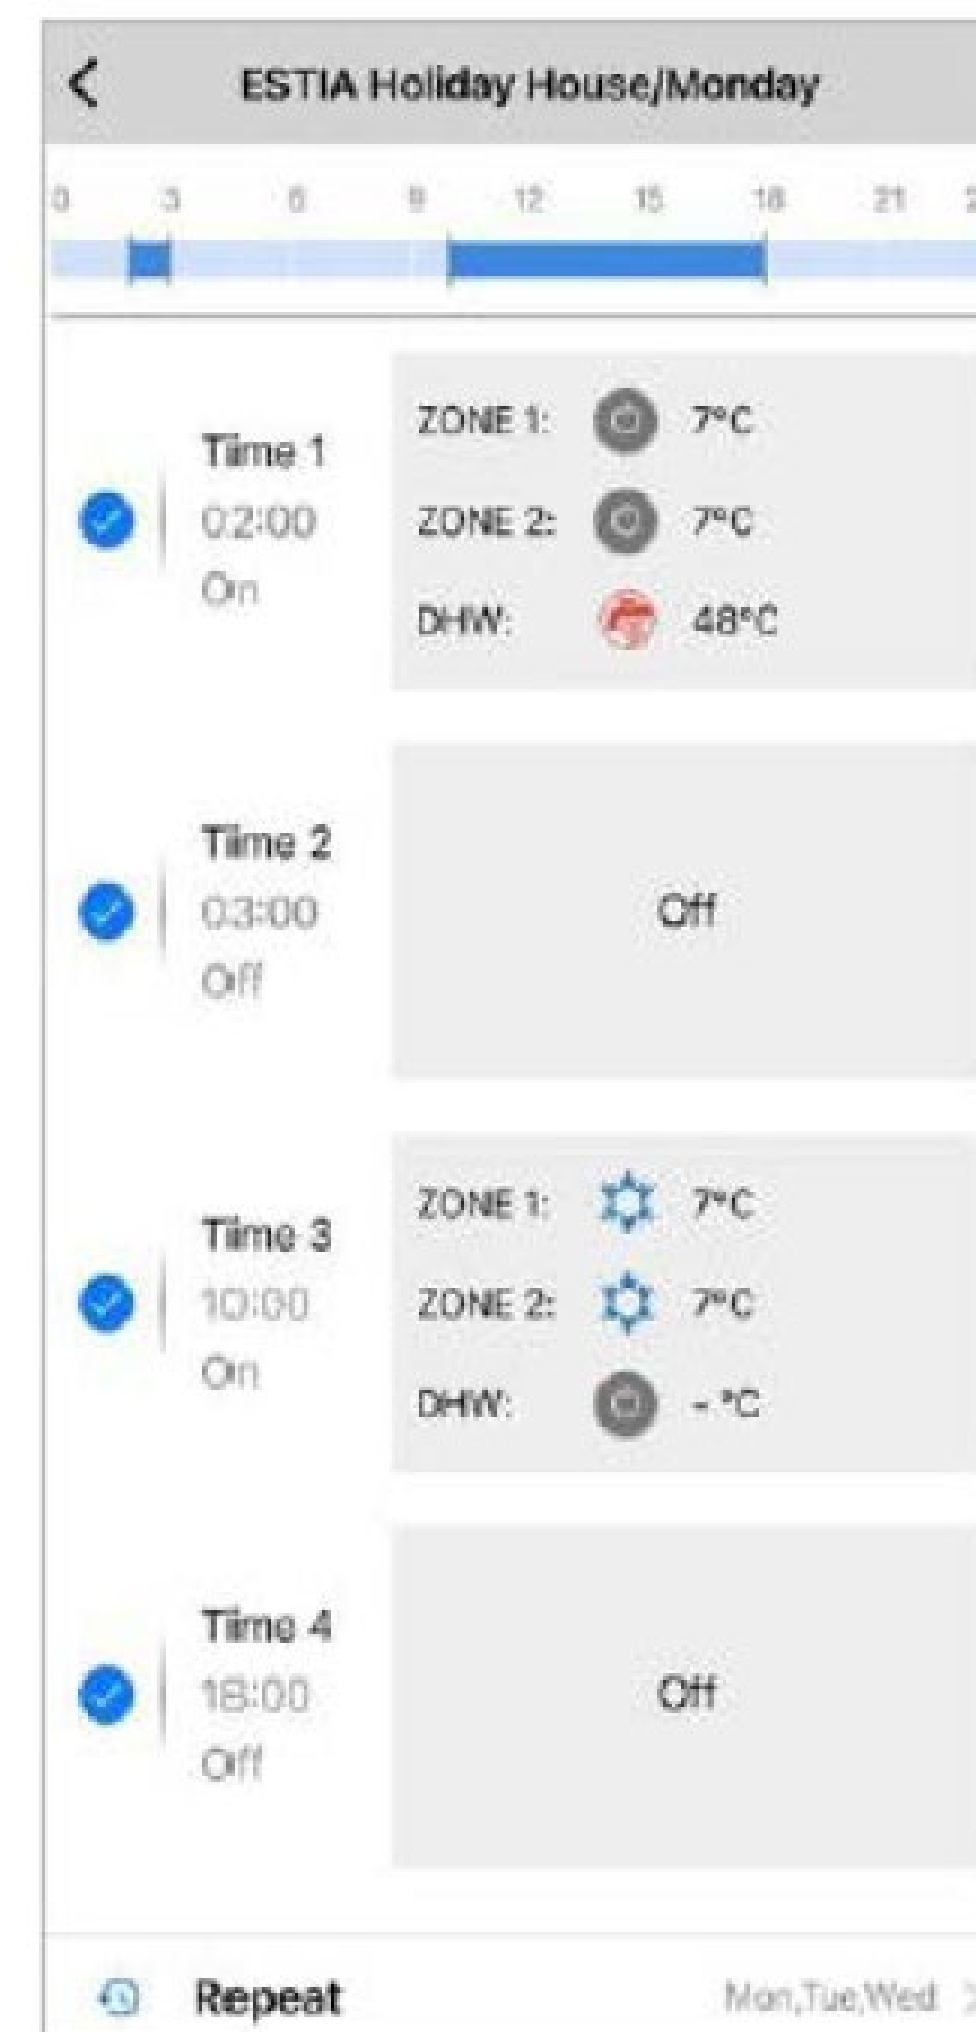 ESTIA Holiday House/Monday
0 3 6 9 12 15 18 21
Time 1
02:00
On
ZONE 1: 7°C
ZONE 2: 7°C
DHW: 48°C
Time 2
03:00
Off
Off
Time 3
10:00
On
ZONE 1: 7°C
ZONE 2: 7°C
DHW: - °C
Time 4
18:00
Off
Off
Repeat Mon,Tue,Wed